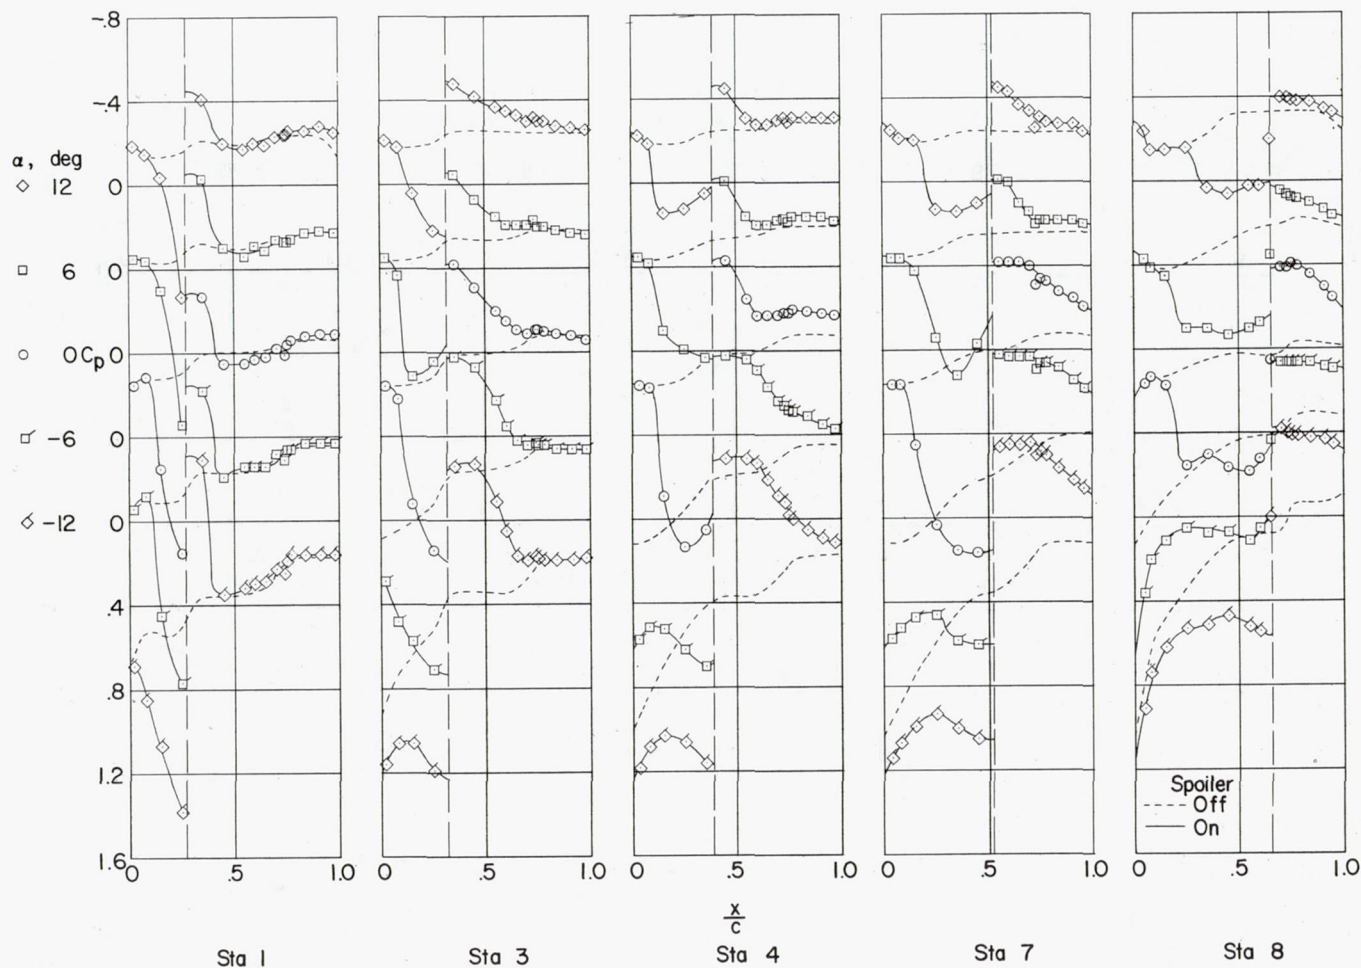 -.8
-.4
α, deg
12 0
6 0
0 Cp 0
-6 0
-12 0
.4
.8
1.2
1.6
Spoiler
Off
On
0 .5 1.0 0 .5 1.0 0 .5 1.0 0 .5 1.0 0 .5 1.0
x/c
Sta 1 Sta 3 Sta 4 Sta 7 Sta 8